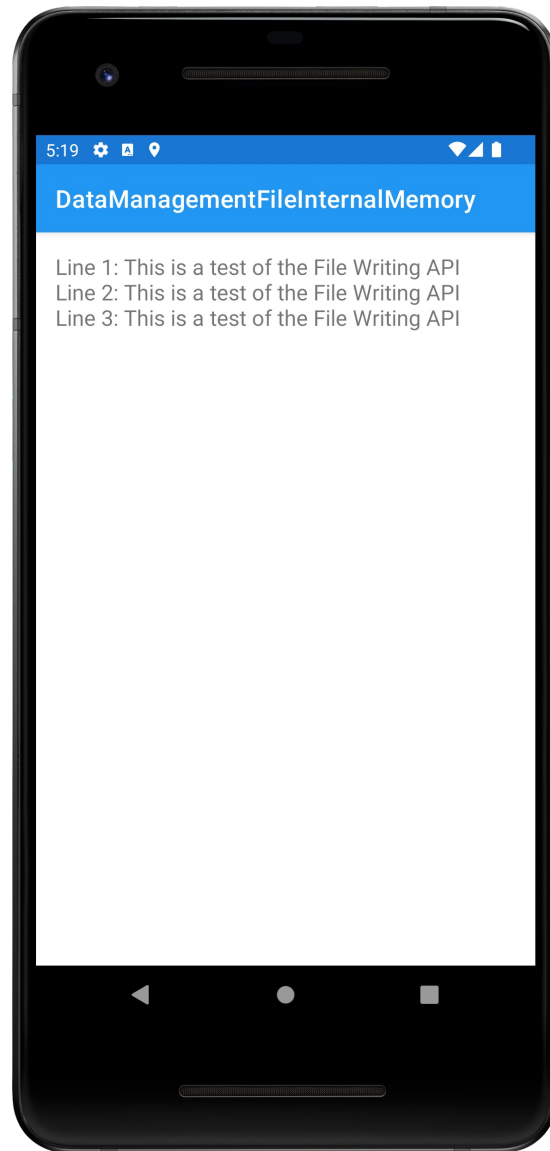 5:19
DataManagementFileInternalMemory
Line 1: This is a test of the File Writing API
Line 2: This is a test of the File Writing API
Line 3: This is a test of the File Writing API